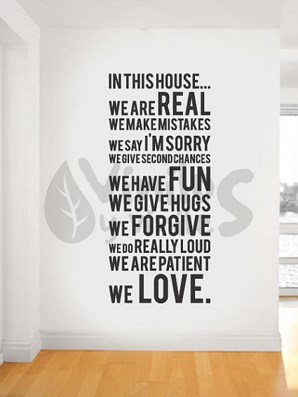 IN THIS HOUSE...
WE ARE REAL
WE MAKE MISTAKES
WE SAY I'M SORRY
WE GIVE SECOND CHANCES
WE HAVE FUN
WE GIVE HUGS
WE FORGIVE
WE DO REALLY LOUD
WE ARE PATIENT
WE LOVE.